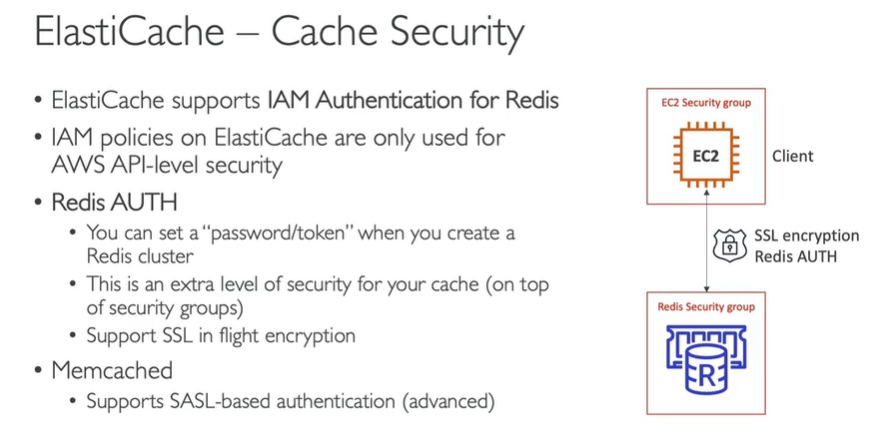 ElastiCache – Cache Security
• ElastiCache supports IAM Authentication for Redis
• IAM policies on ElastiCache are only used for
AWS API-level security
• Redis AUTH
• You can set a “password/token” when you create a
Redis cluster
• This is an extra level of security for your cache (on top
of security groups)
• Support SSL in flight encryption
• Memcached
• Supports SASL-based authentication (advanced)
EC2 Security group
EC2
Client
SSL encryption
Redis AUTH
Redis Security group
R